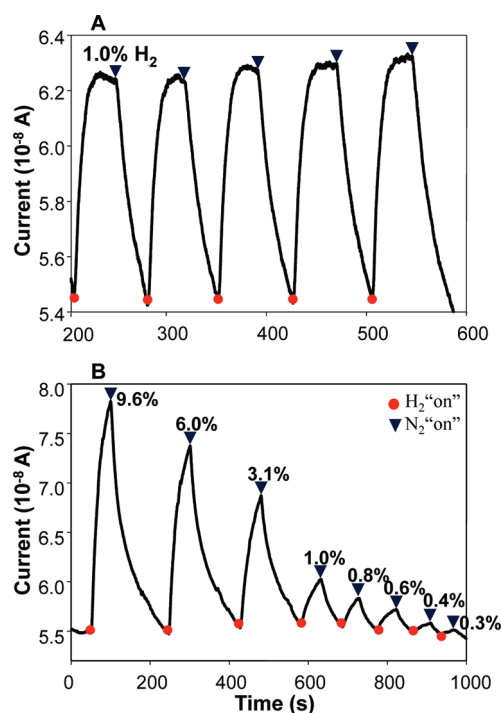 A
6.4
1.0% H₂
6.2
6.0
5.8
5.6
5.4
Current (10⁻⁸ A)
200 300 400 500 600
B
8.0
9.6%
H₂“on”
N₂“on”
7.5
6.0%
7.0
3.1%
6.5
1.0%
6.0
0.8%
0.6%
0.4%
0.3%
5.5
Current (10⁻⁸ A)
0 200 400 600 800 1000
Time (s)